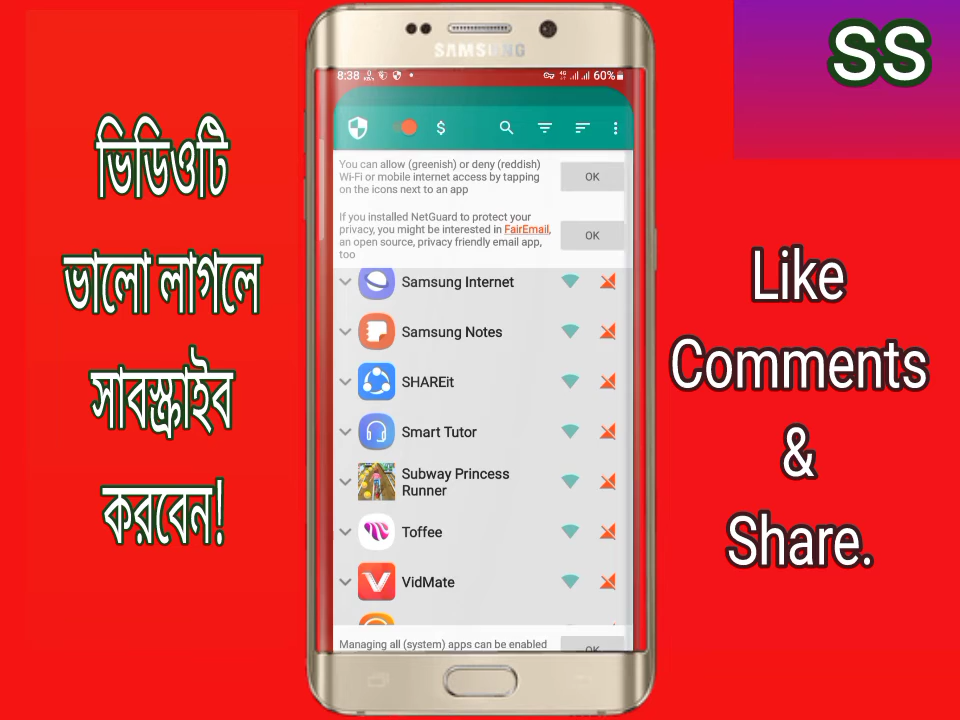 ভিডিওটি
ভালো লাগলে
সাবস্ক্রাইব
করবেন!
SAMSUNG
8:38
60%
$
You can allow (greenish) or deny (reddish)
Wi-Fi or mobile internet access by tapping
on the icons next to an app
OK
If you installed NetGuard to protect your
privacy, you might be interested in FairEmail,
an open source, privacy friendly email app,
too
OK
Samsung Internet
Samsung Notes
SHAREit
Smart Tutor
Subway Princess
Runner
Toffee
VidMate
Managing all (system) apps can be enabled
OK
SS
Like
Comments
&
Share.